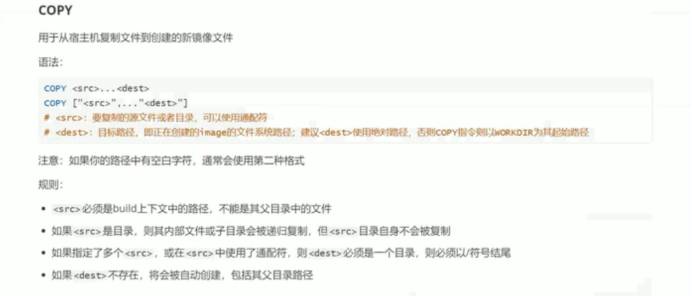 COPY
用于从宿主机复制文件到创建的新镜像文件
语法：
COPY <src>...<dest>
COPY ["<src>",..."<dest>"]
# <src>：要复制的源文件或者目录，可以使用通配符
# <dest>：目标路径，即正在创建的image的文件系统路径；建议<dest>使用绝对路径，否则COPY指令则以WORKDIR为其起始路径
注意：如果你的路径中有空白字符，通常会使用第二种格式
规则：
• <src>必须是build上下文中的路径，不能是其父目录中的文件
• 如果<src>是目录，则其内部文件或子目录会被递归复制，但<src>目录自身不会被复制
• 如果指定了多个<src>，或在<src>中使用了通配符，则<dest>必须是一个目录，则必须以/符号结尾
• 如果<dest>不存在，将会被自动创建，包括其父目录路径